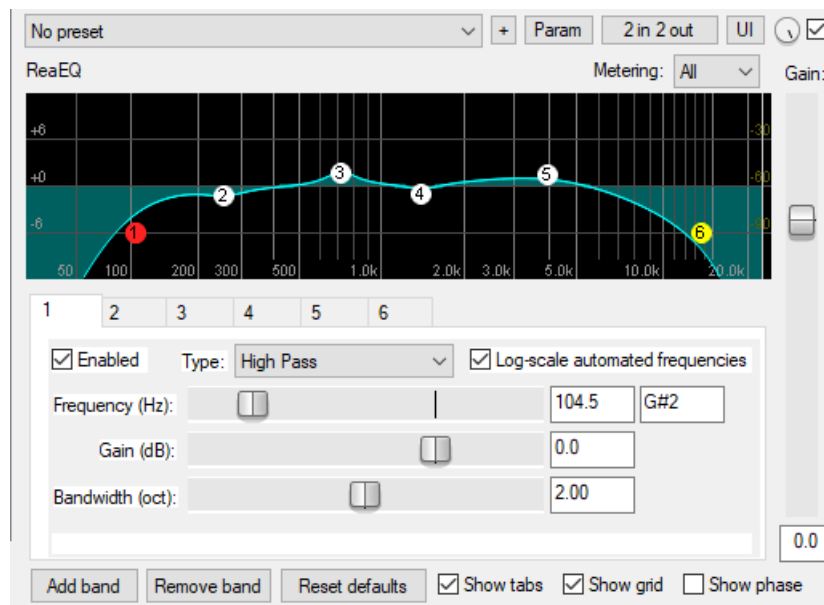 No preset + Param 2 in 2 out UI
ReaEQ Metering: All Gain:
+6 -30
+0 -60
-6 -90
1 2 3 4 5 6
50 100 200 300 500 1.0k 2.0k 3.0k 5.0k 10.0k 20.0k
1 2 3 4 5 6
Enabled Type: High Pass Log-scale automated frequencies
Frequency (Hz): 104.5 G#2
Gain (dB): 0.0
Bandwidth (oct): 2.00
0.0
Add band Remove band Reset defaults Show tabs Show grid Show phase